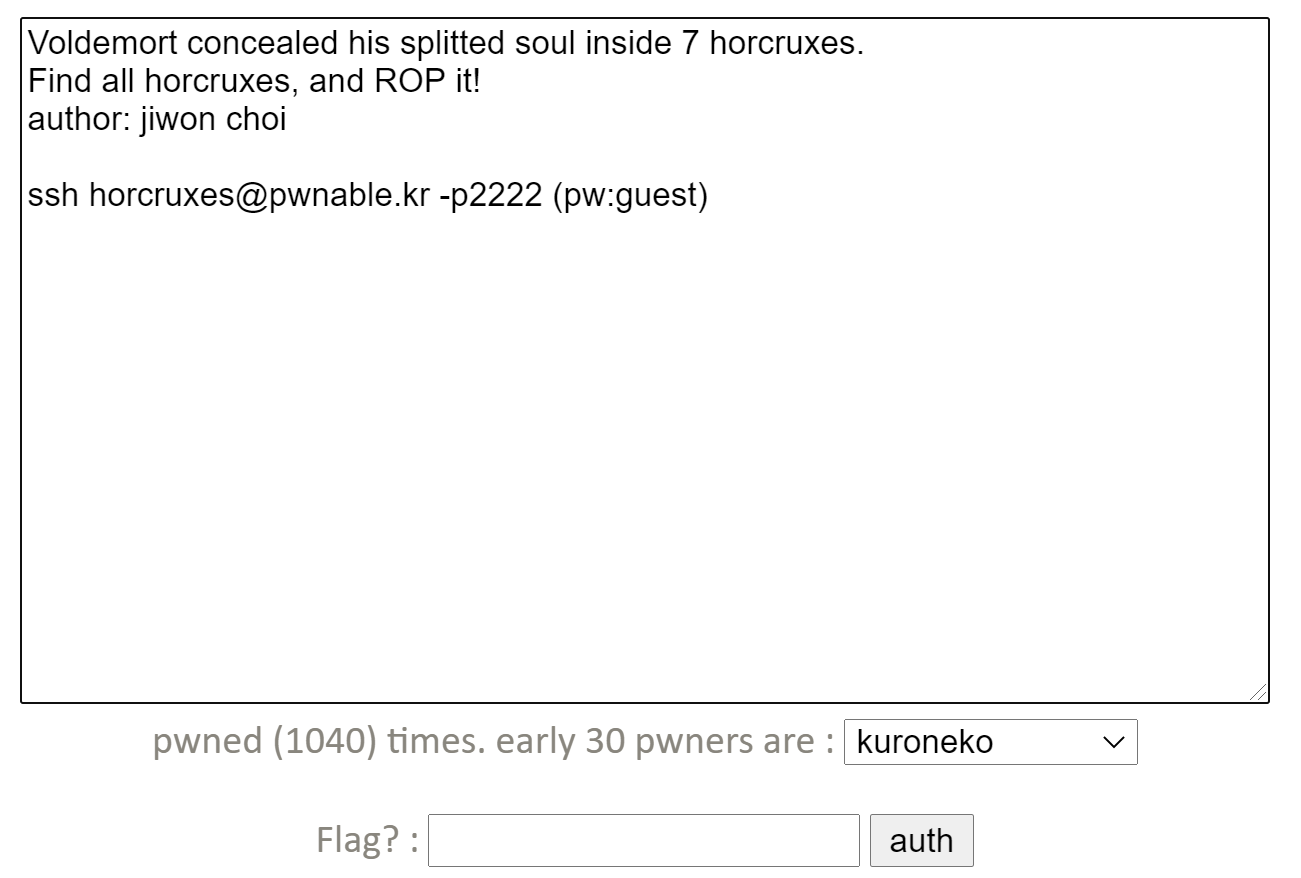 Voldemort concealed his splitted soul inside 7 horcruxes.
Find all horcruxes, and ROP it!
author: jiwon choi
ssh horcruxes@pwnable.kr -p2222 (pw:guest)
pwned (1040) times. early 30 pwners are : kuroneko
Flag? : auth